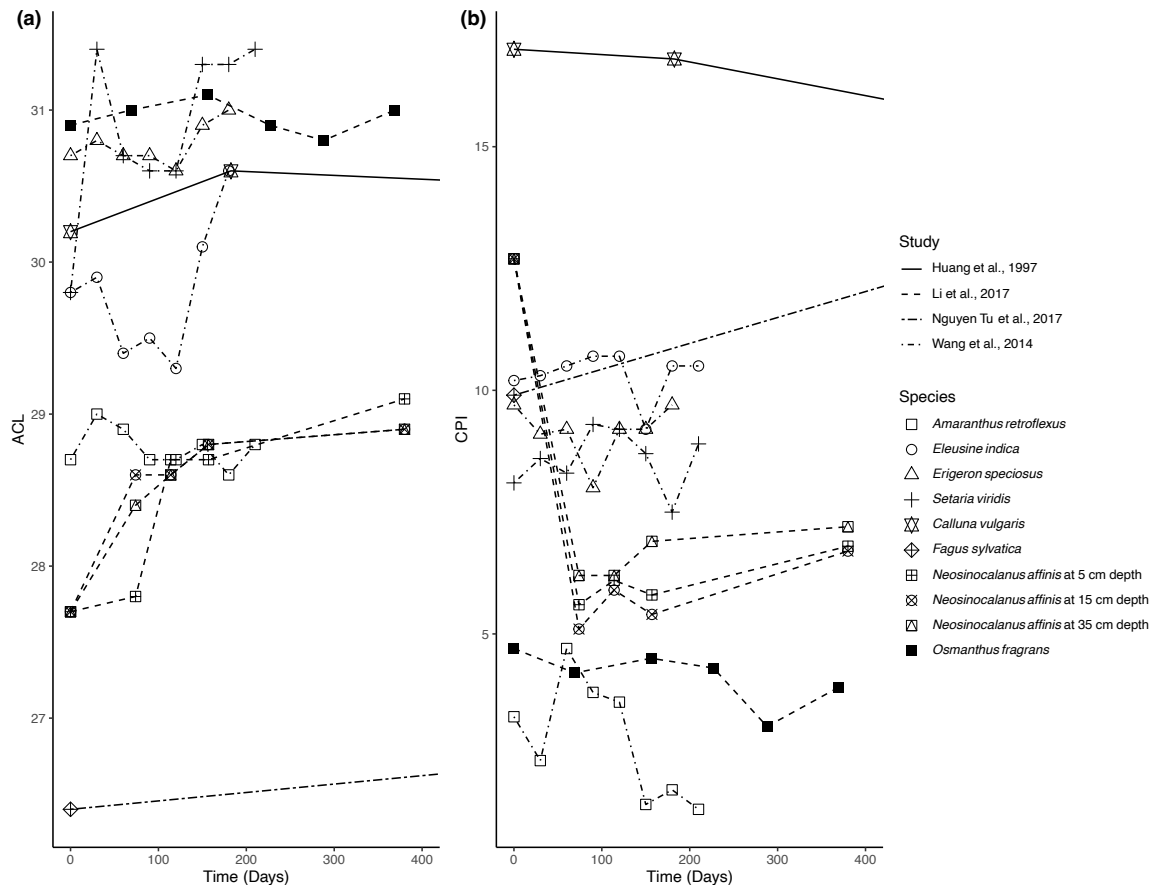 (a)
ACL
31
30
29
28
27
0
100
200
300
400
Time (Days)
(b)
CPI
15
10
5
0
100
200
300
400
Time (Days)
Study
Huang et al., 1997
Li et al., 2017
Nguyen Tu et al., 2017
Wang et al., 2014
Species
Amaranthus retroflexus
Eleusine indica
Erigeron speciosus
Setaria viridis
Calluna vulgaris
Fagus sylvatica
Neosinocalanus affinis at 5 cm depth
Neosinocalanus affinis at 15 cm depth
Neosinocalanus affinis at 35 cm depth
Osmanthus fragrans